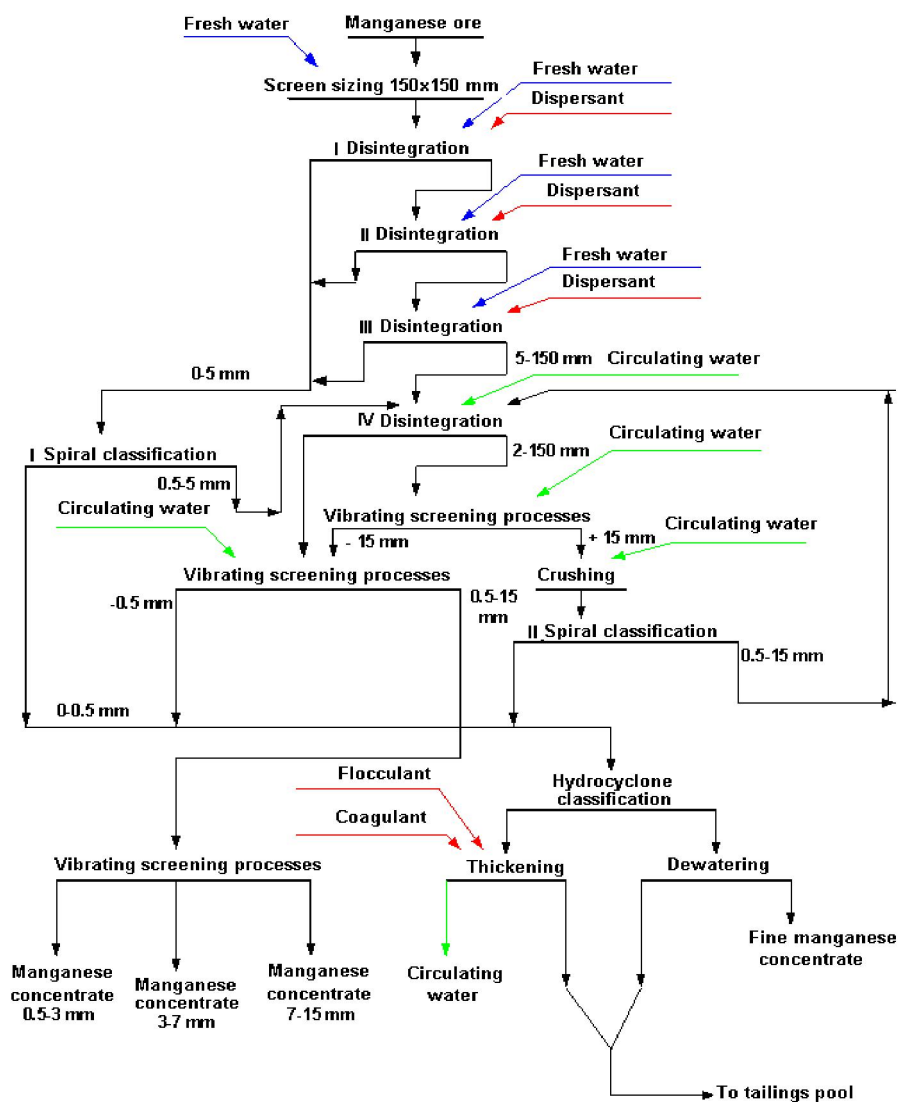 Fresh water
Manganese ore
Screen sizing 150x150 mm
Fresh water
Dispersant
I Disintegration
Fresh water
Dispersant
II Disintegration
Fresh water
Dispersant
III Disintegration
0-5 mm
5-150 mm
Circulating water
IV Disintegration
I Spiral classification
0.5-5 mm
2-150 mm
Circulating water
Circulating water
Vibrating screening processes
- 15 mm
+ 15 mm
Circulating water
Vibrating screening processes
Crushing
-0.5 mm
0.5-15
mm
II Spiral classification
0.5-15 mm
0-0.5 mm
Flocculant
Coagulant
Hydrocyclone
classification
Vibrating screening processes
Thickening
Dewatering
Manganese
concentrate
0.5-3 mm
Manganese
concentrate
3-7 mm
Manganese
concentrate
7-15 mm
Circulating
water
Fine manganese
concentrate
To tailings pool